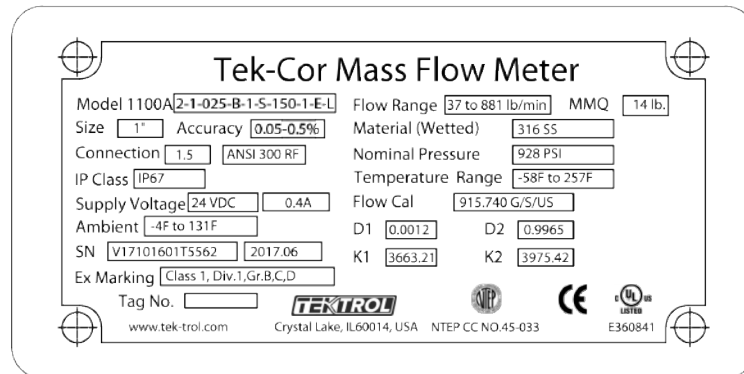 Tek-Cor Mass Flow Meter
Model 1100A 2-1-025-B-1-S-150-1-E-L
Flow Range 37 to 881 lb/min MMQ 14 lb.
Size 1" Accuracy 0.05-0.5%
Material (Wetted) 316 SS
Connection 1.5 ANSI 300 RF
Nominal Pressure 928 PSI
IP Class IP67
Temperature Range -58F to 257F
Supply Voltage 24 VDC 0.4A
Flow Cal 915.740 G/S/US
Ambient -4F to 131F
D1 0.0012 D2 0.9965
SN V17101601T5562 2017.06
K1 3663.21 K2 3975.42
Ex Marking Class 1, Div.1,Gr.B,C,D
Tag No.
TEKTROL
NTEP
CE
C UL US
LISTED
www.tek-trol.com Crystal Lake, IL60014, USA NTEP CC NO.45-033 E360841